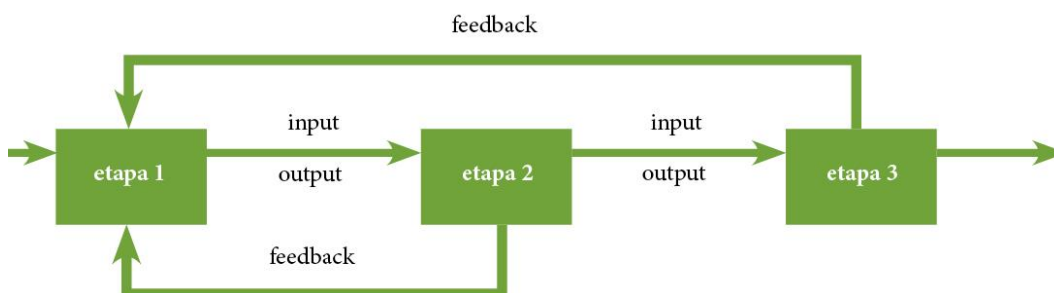 feedback
input
input
etapa 1
etapa 2
etapa 3
output
output
feedback